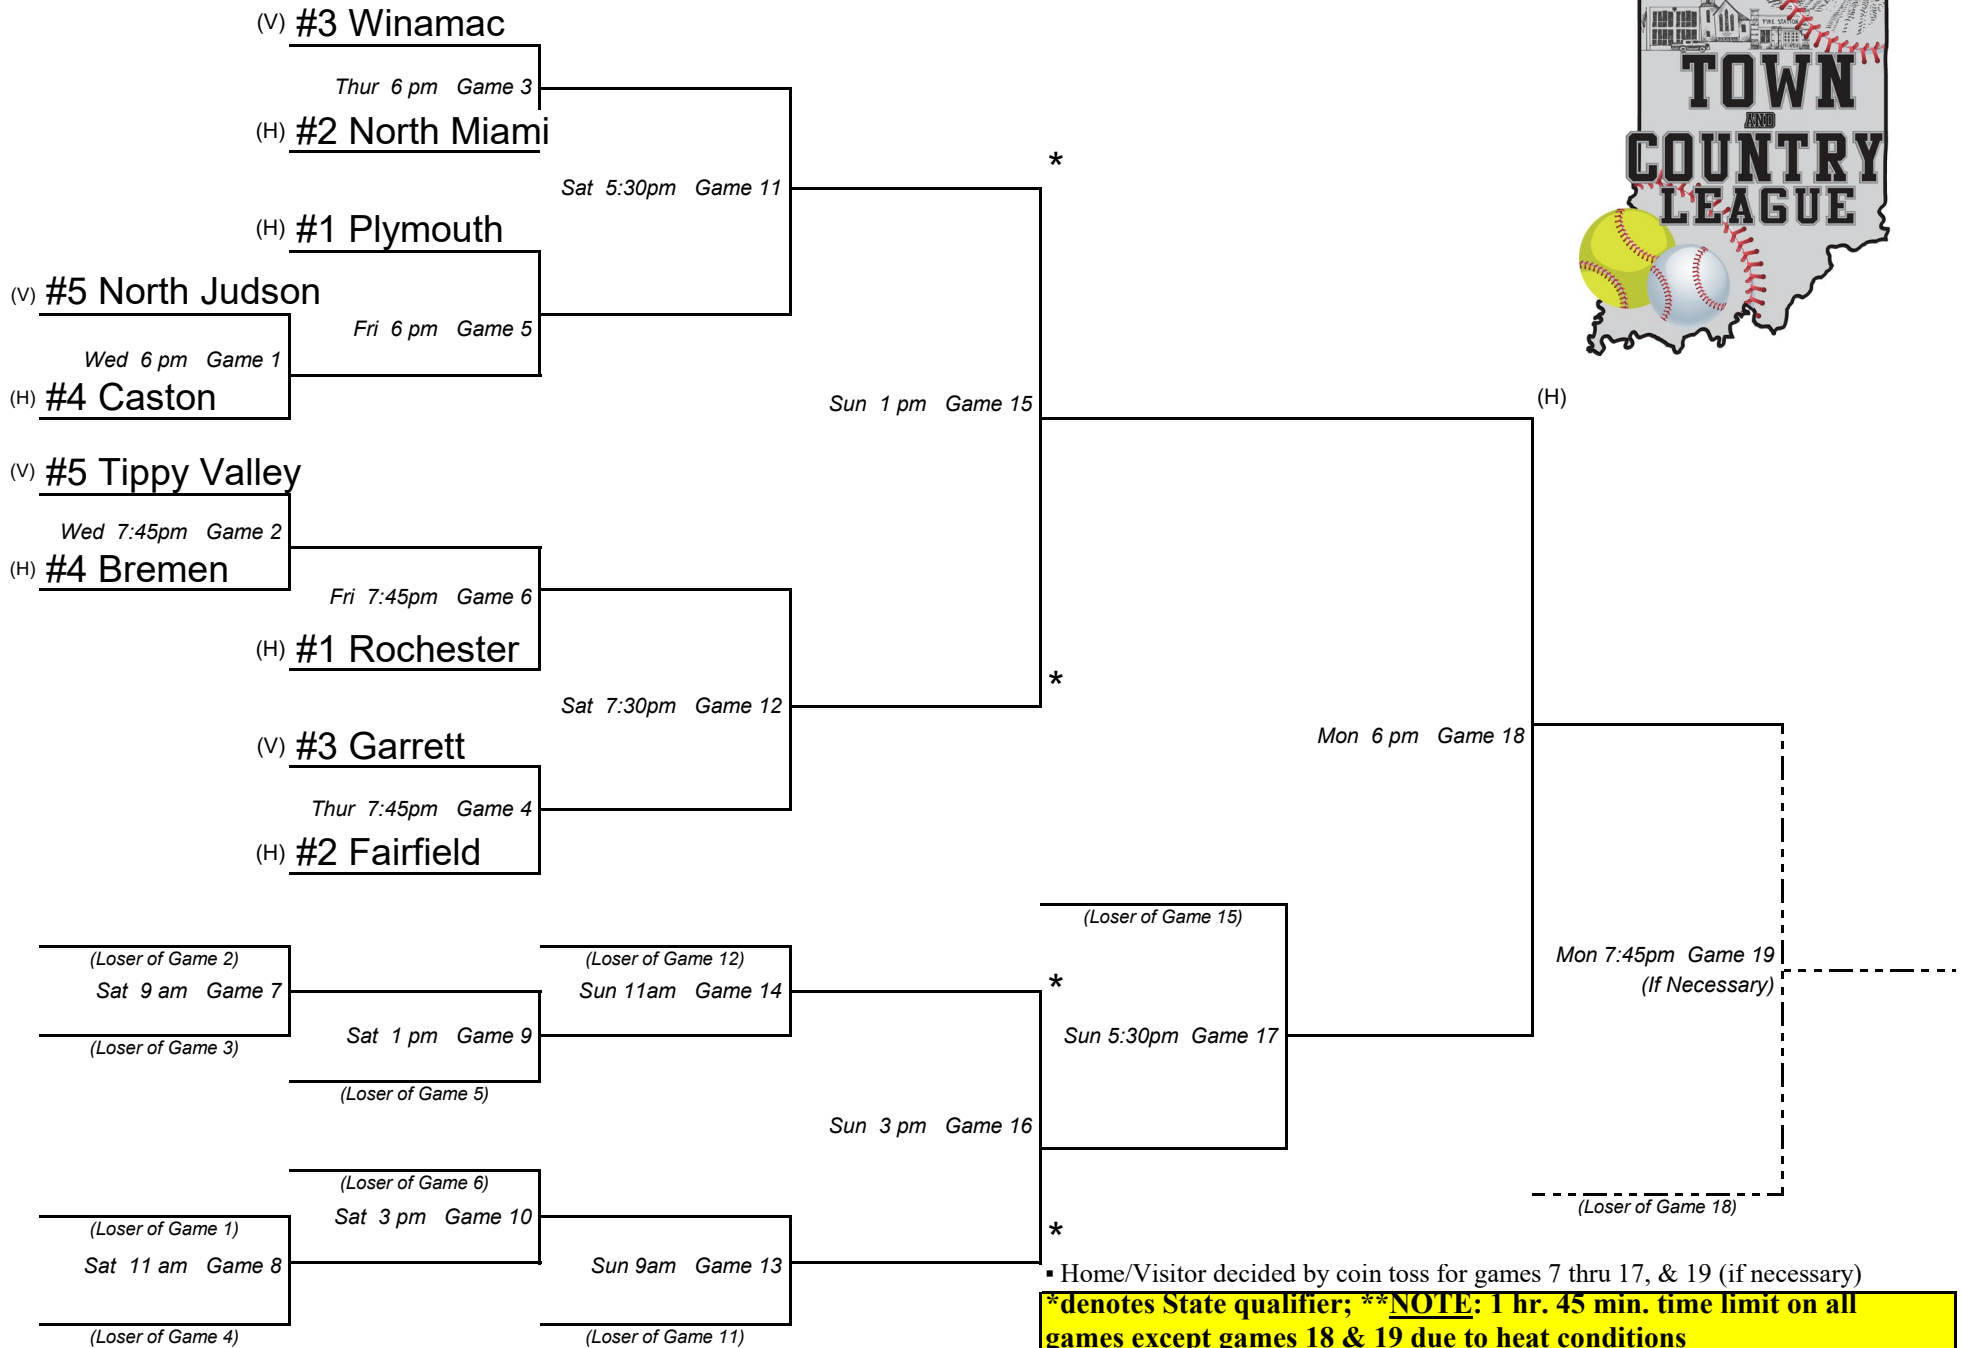 (V) #3 Winamac
FIRE STATION
Thur 6 pm Game 3
TOWN
AND
COUNTRY
LEAGUE
(H) #2 North Miami
*
Sat 5:30pm Game 11
(H) #1 Plymouth
(V) #5 North Judson
Fri 6 pm Game 5
Wed 6 pm Game 1
(H) #4 Caston
Sun 1 pm Game 15
(H)
(V) #5 Tippy Valley
Wed 7:45pm Game 2
(H) #4 Bremen
Fri 7:45pm Game 6
(H) #1 Rochester
*
Sat 7:30pm Game 12
Mon 6 pm Game 18
(V) #3 Garrett
Thur 7:45pm Game 4
(H) #2 Fairfield
(Loser of Game 15)
(Loser of Game 2)
(Loser of Game 12)
Mon 7:45pm Game 19
(If Necessary)
Sat 9 am Game 7
Sun 11am Game 14
*
Sat 1 pm Game 9
Sun 5:30pm Game 17
(Loser of Game 3)
(Loser of Game 5)
Sun 3 pm Game 16
(Loser of Game 6)
(Loser of Game 18)
Sat 3 pm Game 10
(Loser of Game 1)
*
Sat 11 am Game 8
Sun 9am Game 13
(Loser of Game 4)
(Loser of Game 11)
▪ Home/Visitor decided by coin toss for games 7 thru 17, & 19 (if necessary)
*denotes State qualifier; **NOTE: 1 hr. 45 min. time limit on all
games except games 18 & 19 due to heat conditions